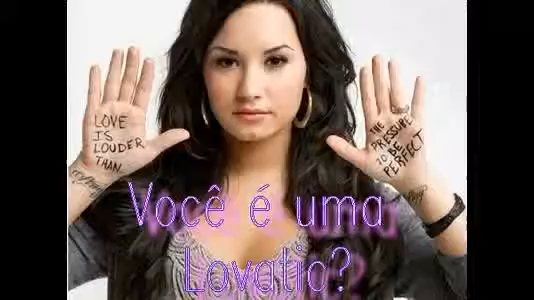 LOVE
IS
LOUDER
THAN
THE
PRESSURE
TO BE
PERFECT
Você é uma
Lovatic?